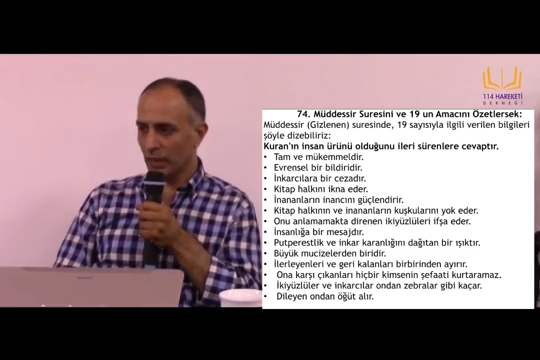 114 HAREKETİ
DERNEĞİ
74. Müddessir Suresini ve 19 un Amacını Özetlersek:
Müddessir (Gizlenen) suresinde, 19 sayısıyla ilgili verilen bilgileri
şöyle dizebiliriz:
Kuran'ın insan ürünü olduğunu ileri sürenlere cevaptır.
• Tam ve mükemmeldir.
• Evrensel bir bildiridir.
• İnkarcılara bir cezadır.
• Kitap halkını ikna eder.
• İnananların inancını güçlendirir.
• Kitap halkının ve inananların kuşkularını yok eder.
• Onu anlamamakta direnen ikiyüzlüleri ifşa eder.
• İnsanlığa bir mesajdır.
• Putperestlik ve inkar karanlığını dağıtan bir ışıktır.
• Büyük mucizelerden biridir.
• İlerleyenleri ve geri kalanları birbirinden ayırır.
• Ona karşı çıkanları hiçbir kimsenin şefaati kurtaramaz.
• İkiyüzlüler ve inkarcılar ondan zebralar gibi kaçar.
• Dileyen ondan öğüt alır.